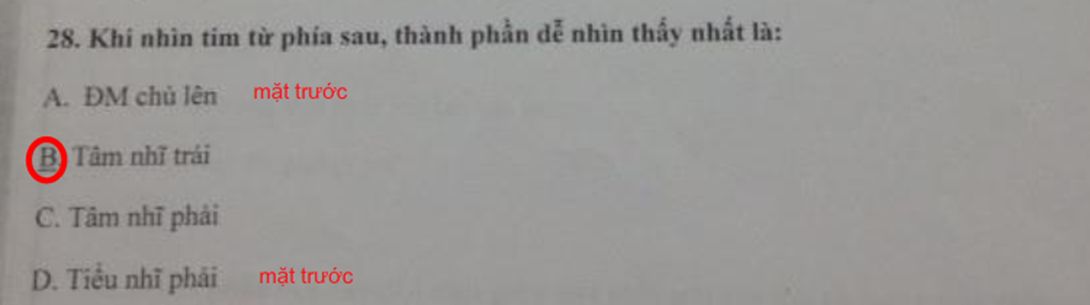 28. Khi nhìn tim từ phía sau, thành phần dễ nhìn thấy nhất là:
A. ĐM chủ lên mặt trước
B. Tâm nhĩ trái
C. Tâm nhĩ phải
D. Tiểu nhĩ phải mặt trước